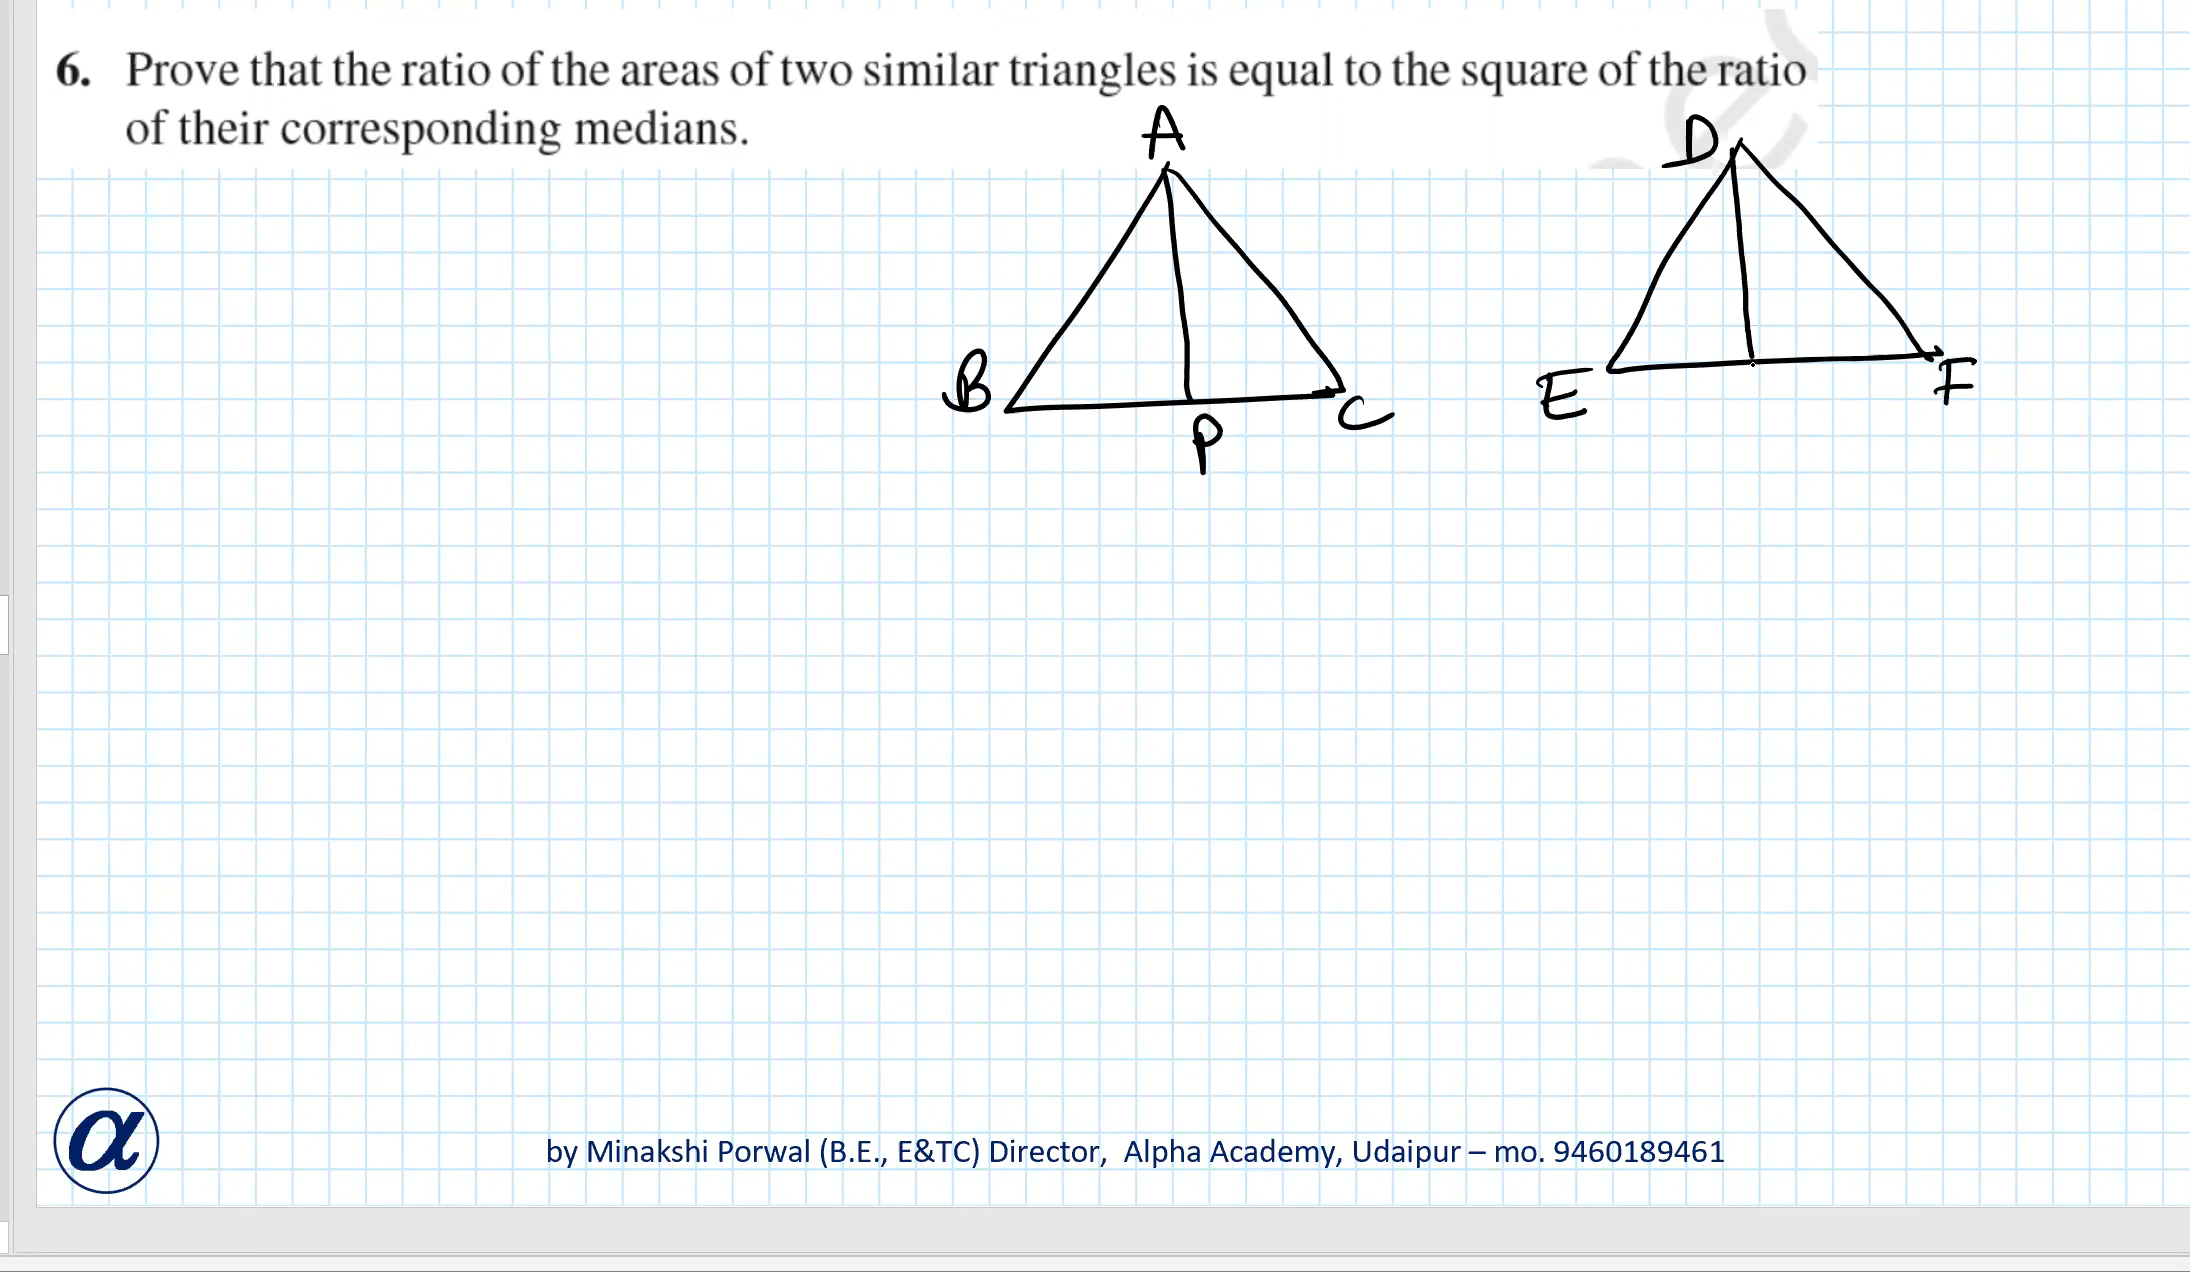 6. Prove that the ratio of the areas of two similar triangles is equal to the square of the ratio
of their corresponding medians.
A
D
B
C
P
E
F
α
by Minakshi Porwal (B.E., E&TC) Director, Alpha Academy, Udaipur – mo. 9460189461